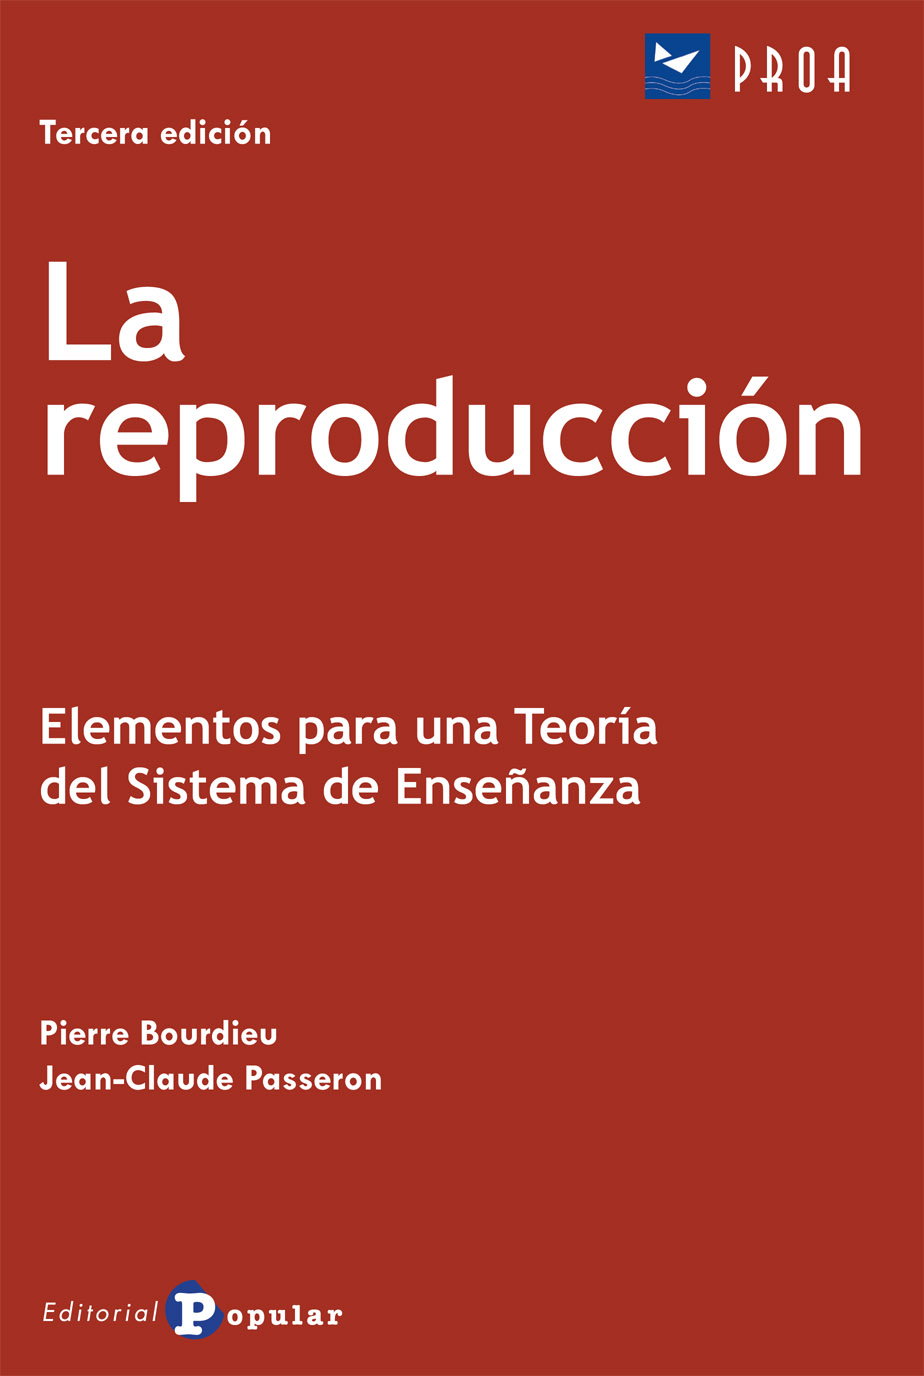 PROA
Tercera edición
La
reproducción
Elementos para una Teoría
del Sistema de Enseñanza
Pierre Bourdieu
Jean-Claude Passeron
Editorial Popular